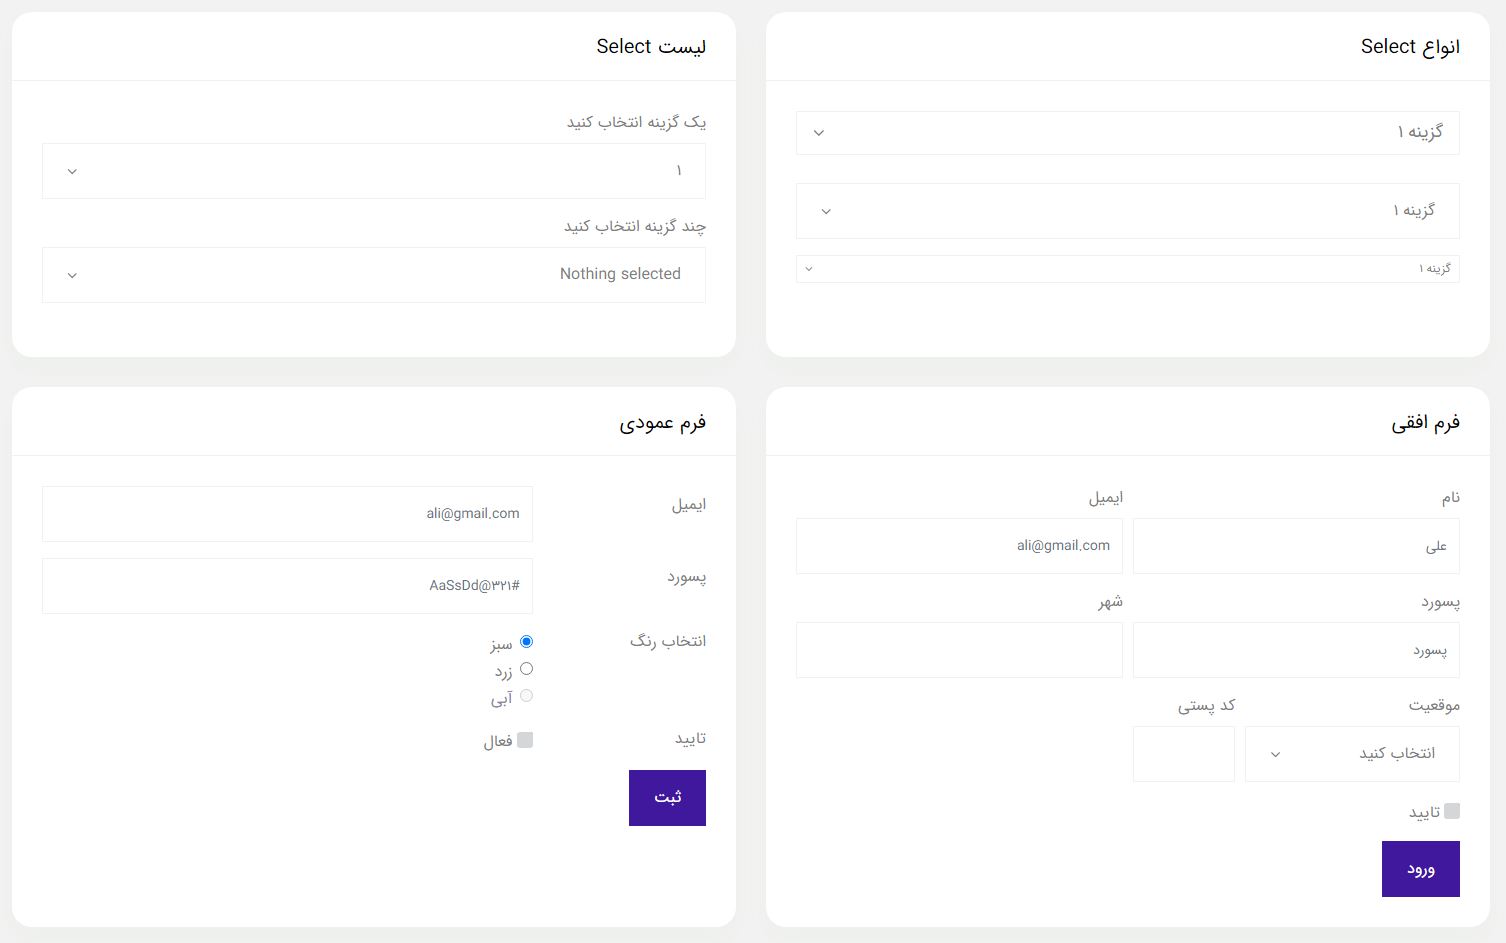 انواع Select
گزینه ۱
گزینه ۱
گزینه ۱
لیست Select
یک گزینه انتخاب کنید
۱
چند گزینه انتخاب کنید
Nothing selected
فرم افقی
نام
ایمیل
علی
ali@gmail.com
پسورد
شهر
پسورد
موقعیت
کد پستی
انتخاب کنید
تایید
ورود
فرم عمودی
ایمیل
ali@gmail.com
پسورد
AaSsDd@۳۲۱#
انتخاب رنگ
سبز
زرد
آبی
تایید
فعال
ثبت